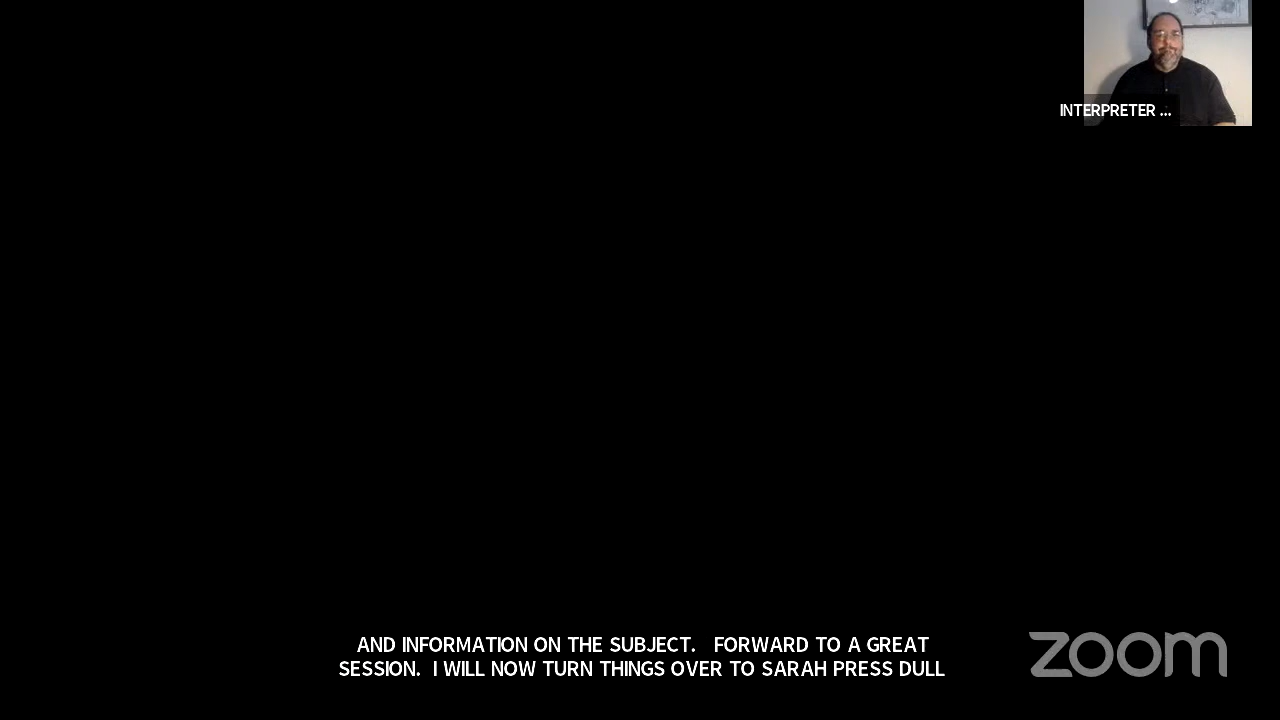 INTERPRETER ...
AND INFORMATION ON THE SUBJECT. FORWARD TO A GREAT
SESSION. I WILL NOW TURN THINGS OVER TO SARAH PRESS DULL
zoom